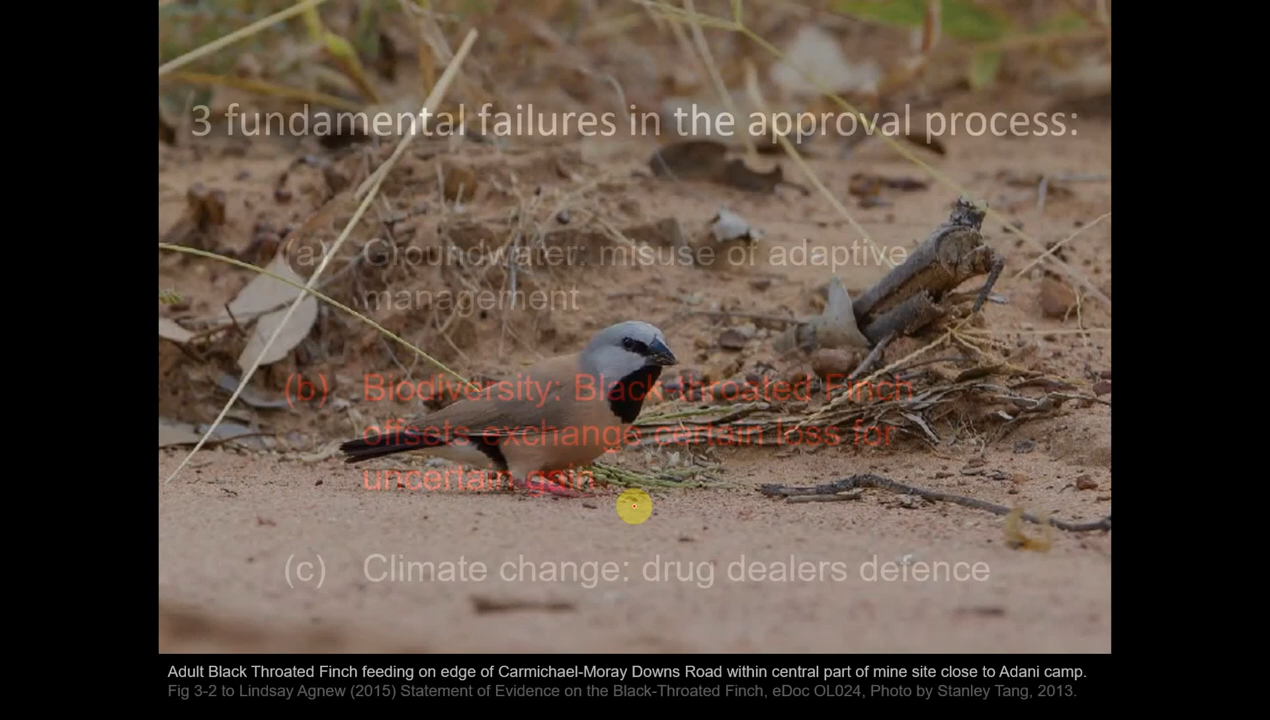 3 fundamental failures in the approval process:
(a) Groundwater: misuse of adaptive
management
(b) Biodiversity: Black-throated Finch
offsets exchange certain loss for
uncertain gain
(c) Climate change: drug dealers defence
Adult Black Throated Finch feeding on edge of Carmichael-Moray Downs Road within central part of mine site close to Adani camp.
Fig 3-2 to Lindsay Agnew (2015) Statement of Evidence on the Black-Throated Finch, eDoc OL024, Photo by Stanley Tang, 2013.